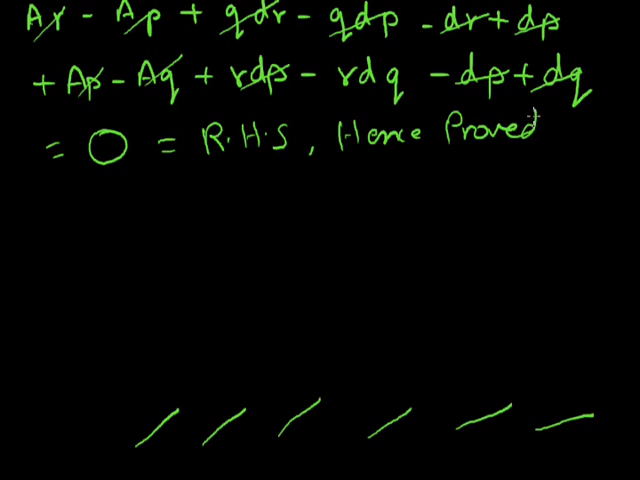 Ar - Ap + qdr - qdp - dr + dp
+ Ap - Aq + rdp - rdq - dp + dq
= 0 = R.H.S, Hence Proved